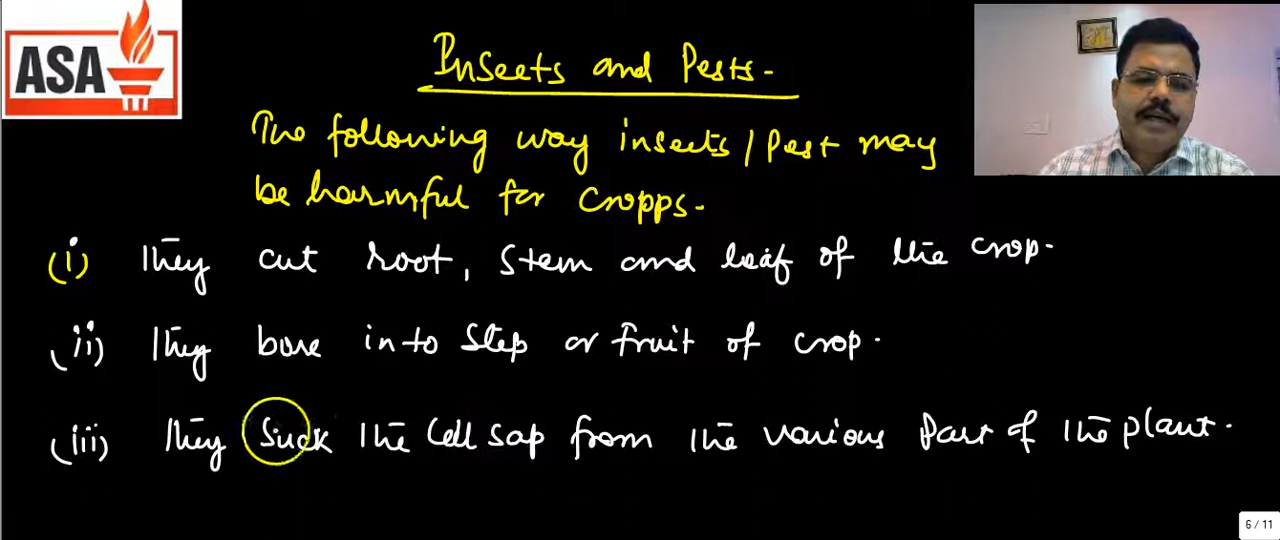 ASA
Insects and Pests.
The following way insects/Pest may
be harmful for Cropps.
(i) They cut root, stem and leaf of the crop.
(ii) They bore into Step or fruit of crop.
(iii) They Suck the Cell sap from the various Part of the plant.
6/11